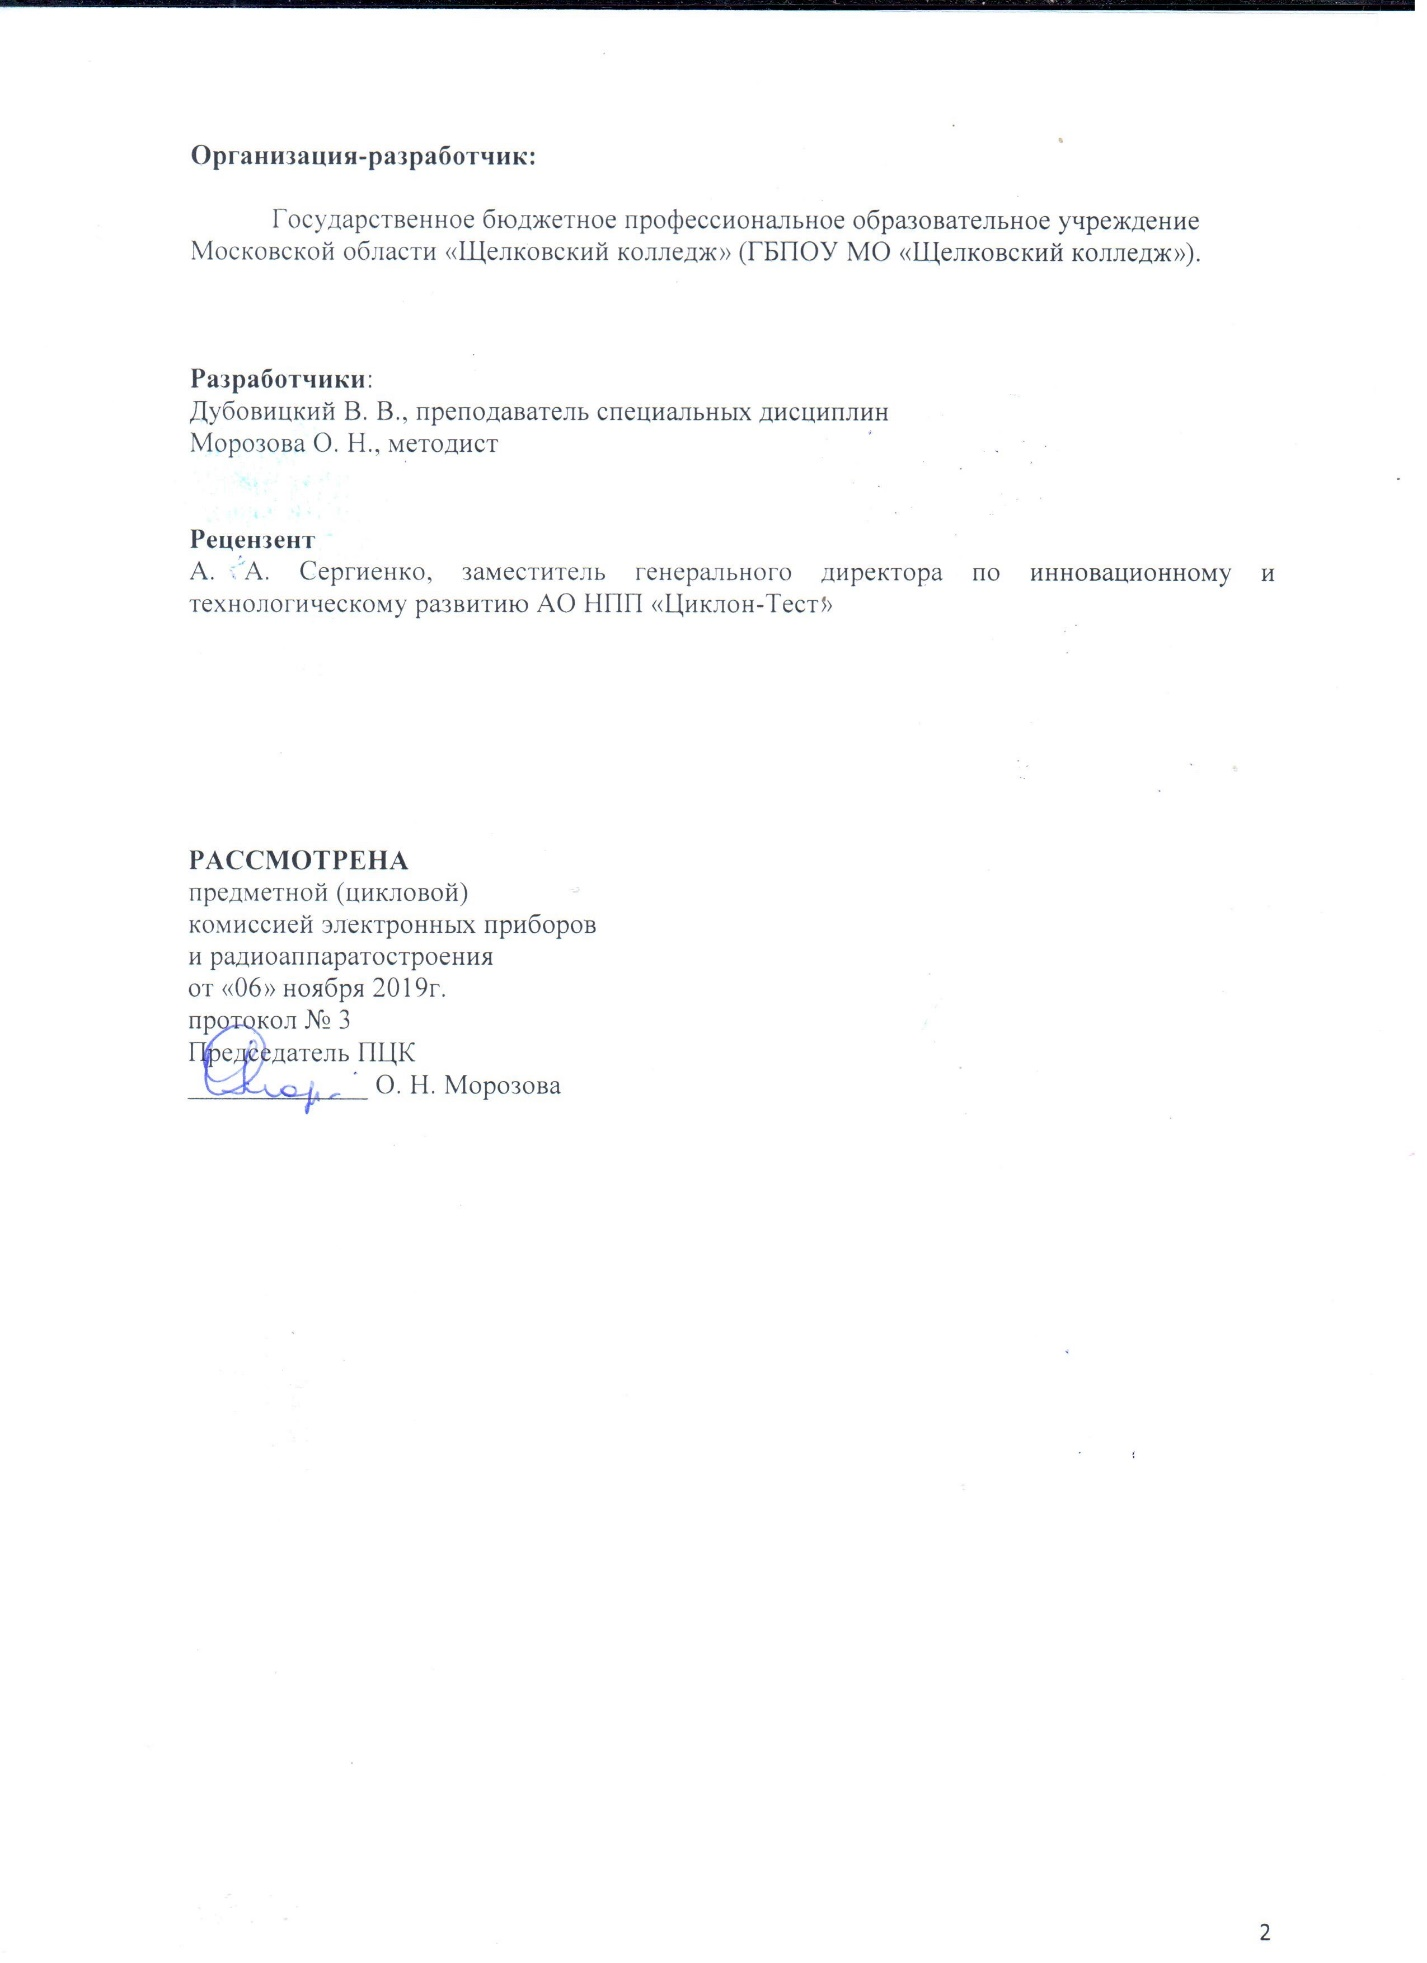 Организация-разработчик:
Государственное бюджетное профессиональное образовательное учреждение
Московской области «Щелковский колледж» (ГБПОУ МО «Щелковский колледж»).
Разработчики:
Дубовицкий В. В., преподаватель специальных дисциплин
Морозова О. Н., методист
Рецензент
А. А. Сергиенко, заместитель генерального директора по инновационному и
технологическому развитию АО НПП «Циклон-Тест»
РАССМОТРЕНА
предметной (цикловой)
комиссией электронных приборов
и радиоаппаратостроения
от «06» ноября 2019г.
протокол № 3
Председатель ПЦК
______________ О. Н. Морозова
2